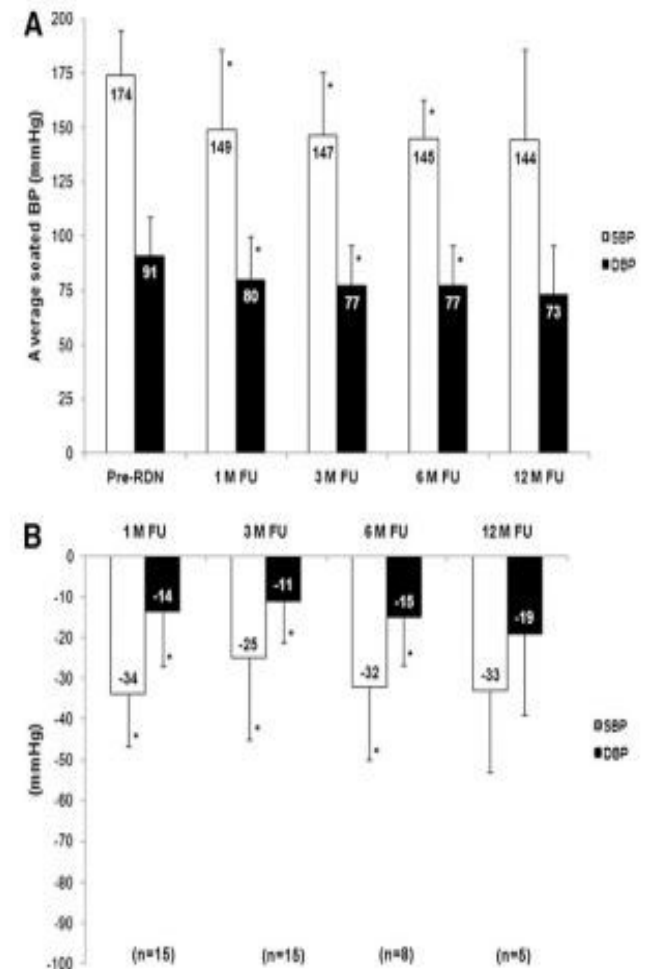 A
A verage seated BP (mmHg)
200
175
150
125
100
75
50
25
0
174
91
*
149
*
80
*
147
*
77
*
145
*
77
144
73
SBP
DBP
Pre-RDN
1 M FU
3 M FU
6 M FU
12 M FU
B
1 M FU
3 M FU
6 M FU
12 M FU
(mmHg)
0
-10
-20
-30
-40
-50
-60
-70
-80
-90
-100
-34
*
-14
*
-25
*
-11
*
-32
*
-15
*
-33
-19
SBP
DBP
(n=15)
(n=15)
(n=8)
(n=5)